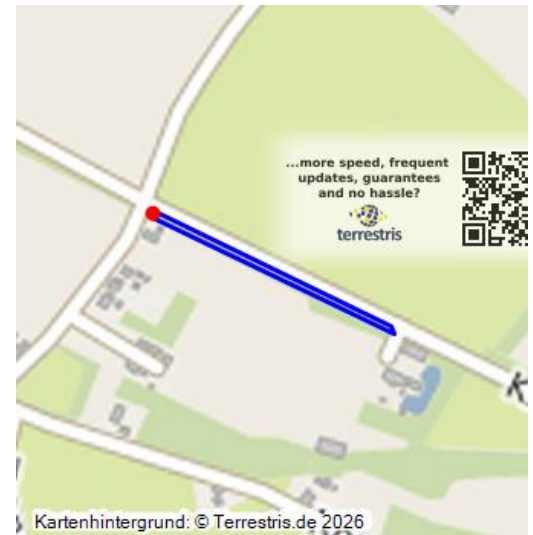 ...more speed, frequent
updates, guarantees
and no hassle?
terrestris
K
Kartenhintergrund: © Terrestris.de 2026